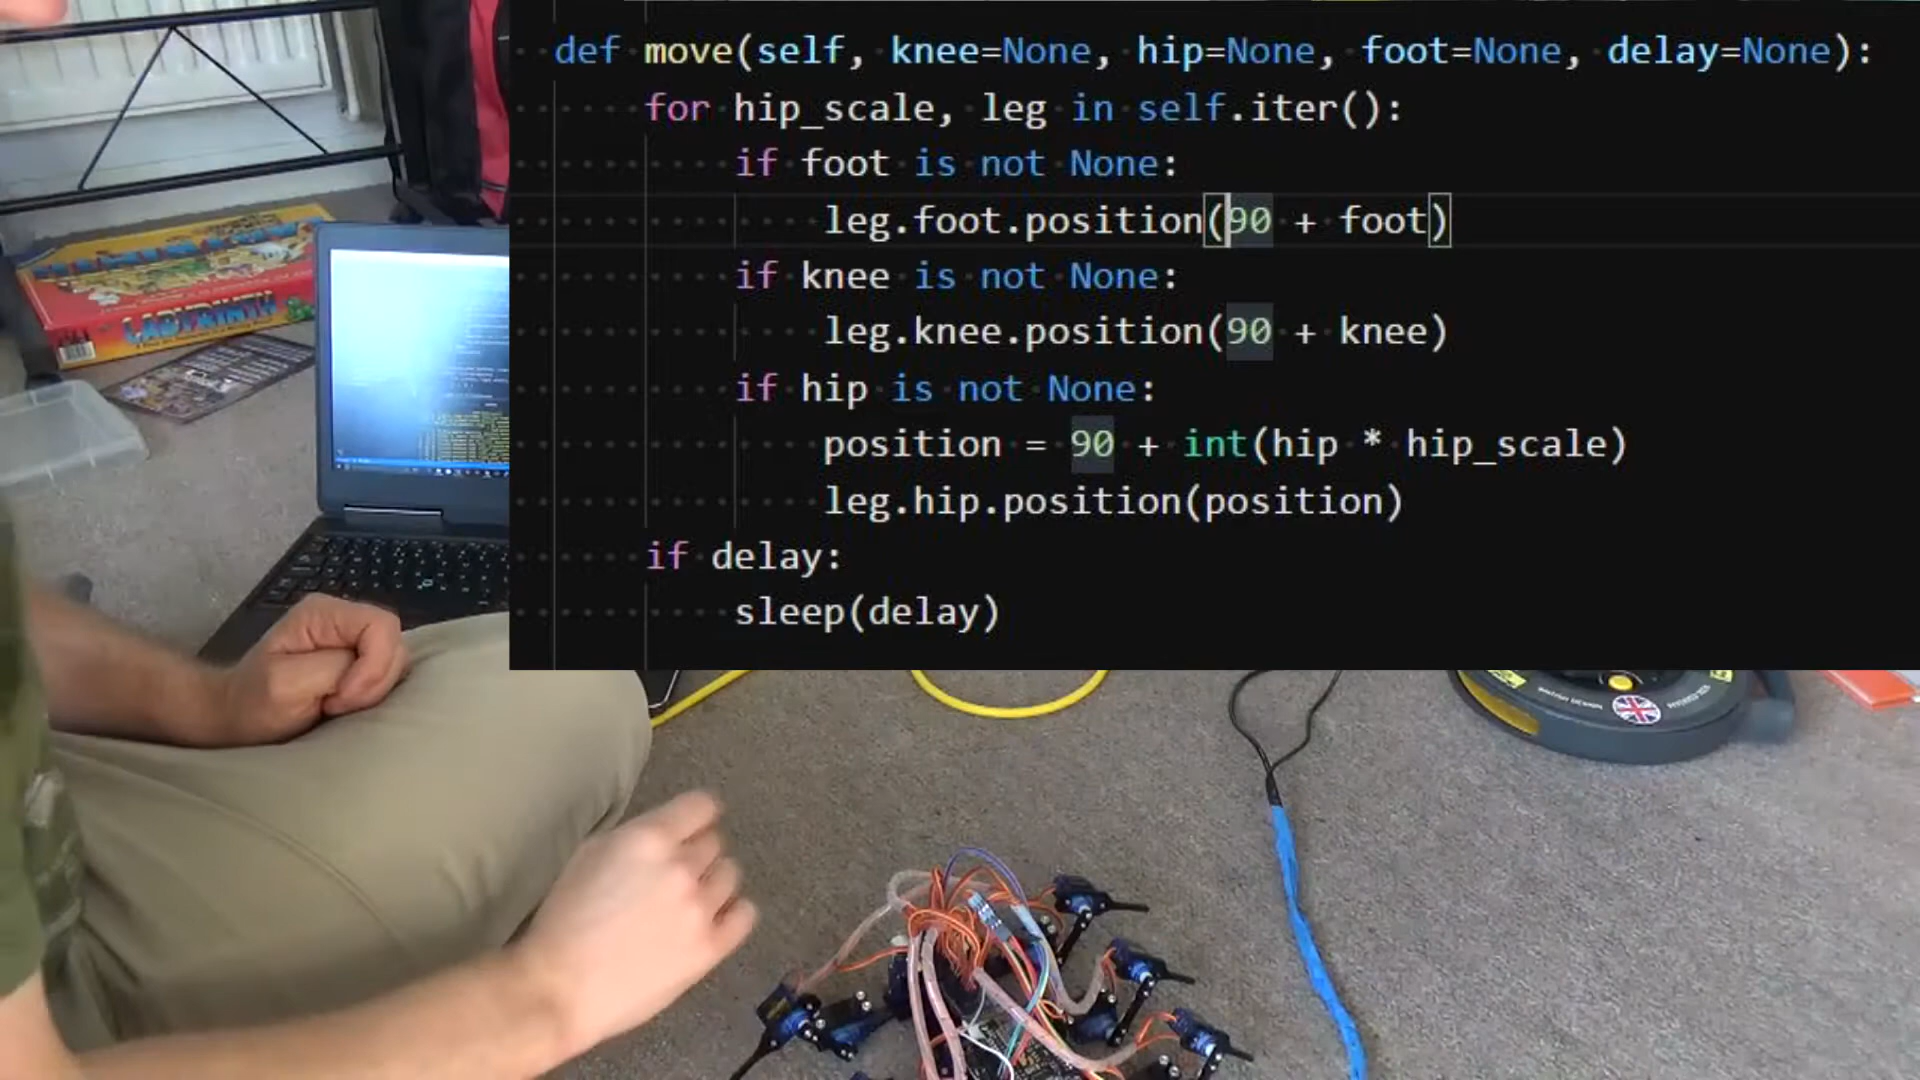 def move(self, knee=None, hip=None, foot=None, delay=None):
for hip_scale, leg in self.iter():
if foot is not None:
leg.foot.position(90 + foot)
if knee is not None:
leg.knee.position(90 + knee)
if hip is not None:
position = 90 + int(hip * hip_scale)
leg.hip.position(position)
if delay:
sleep(delay)
LABYRINTH